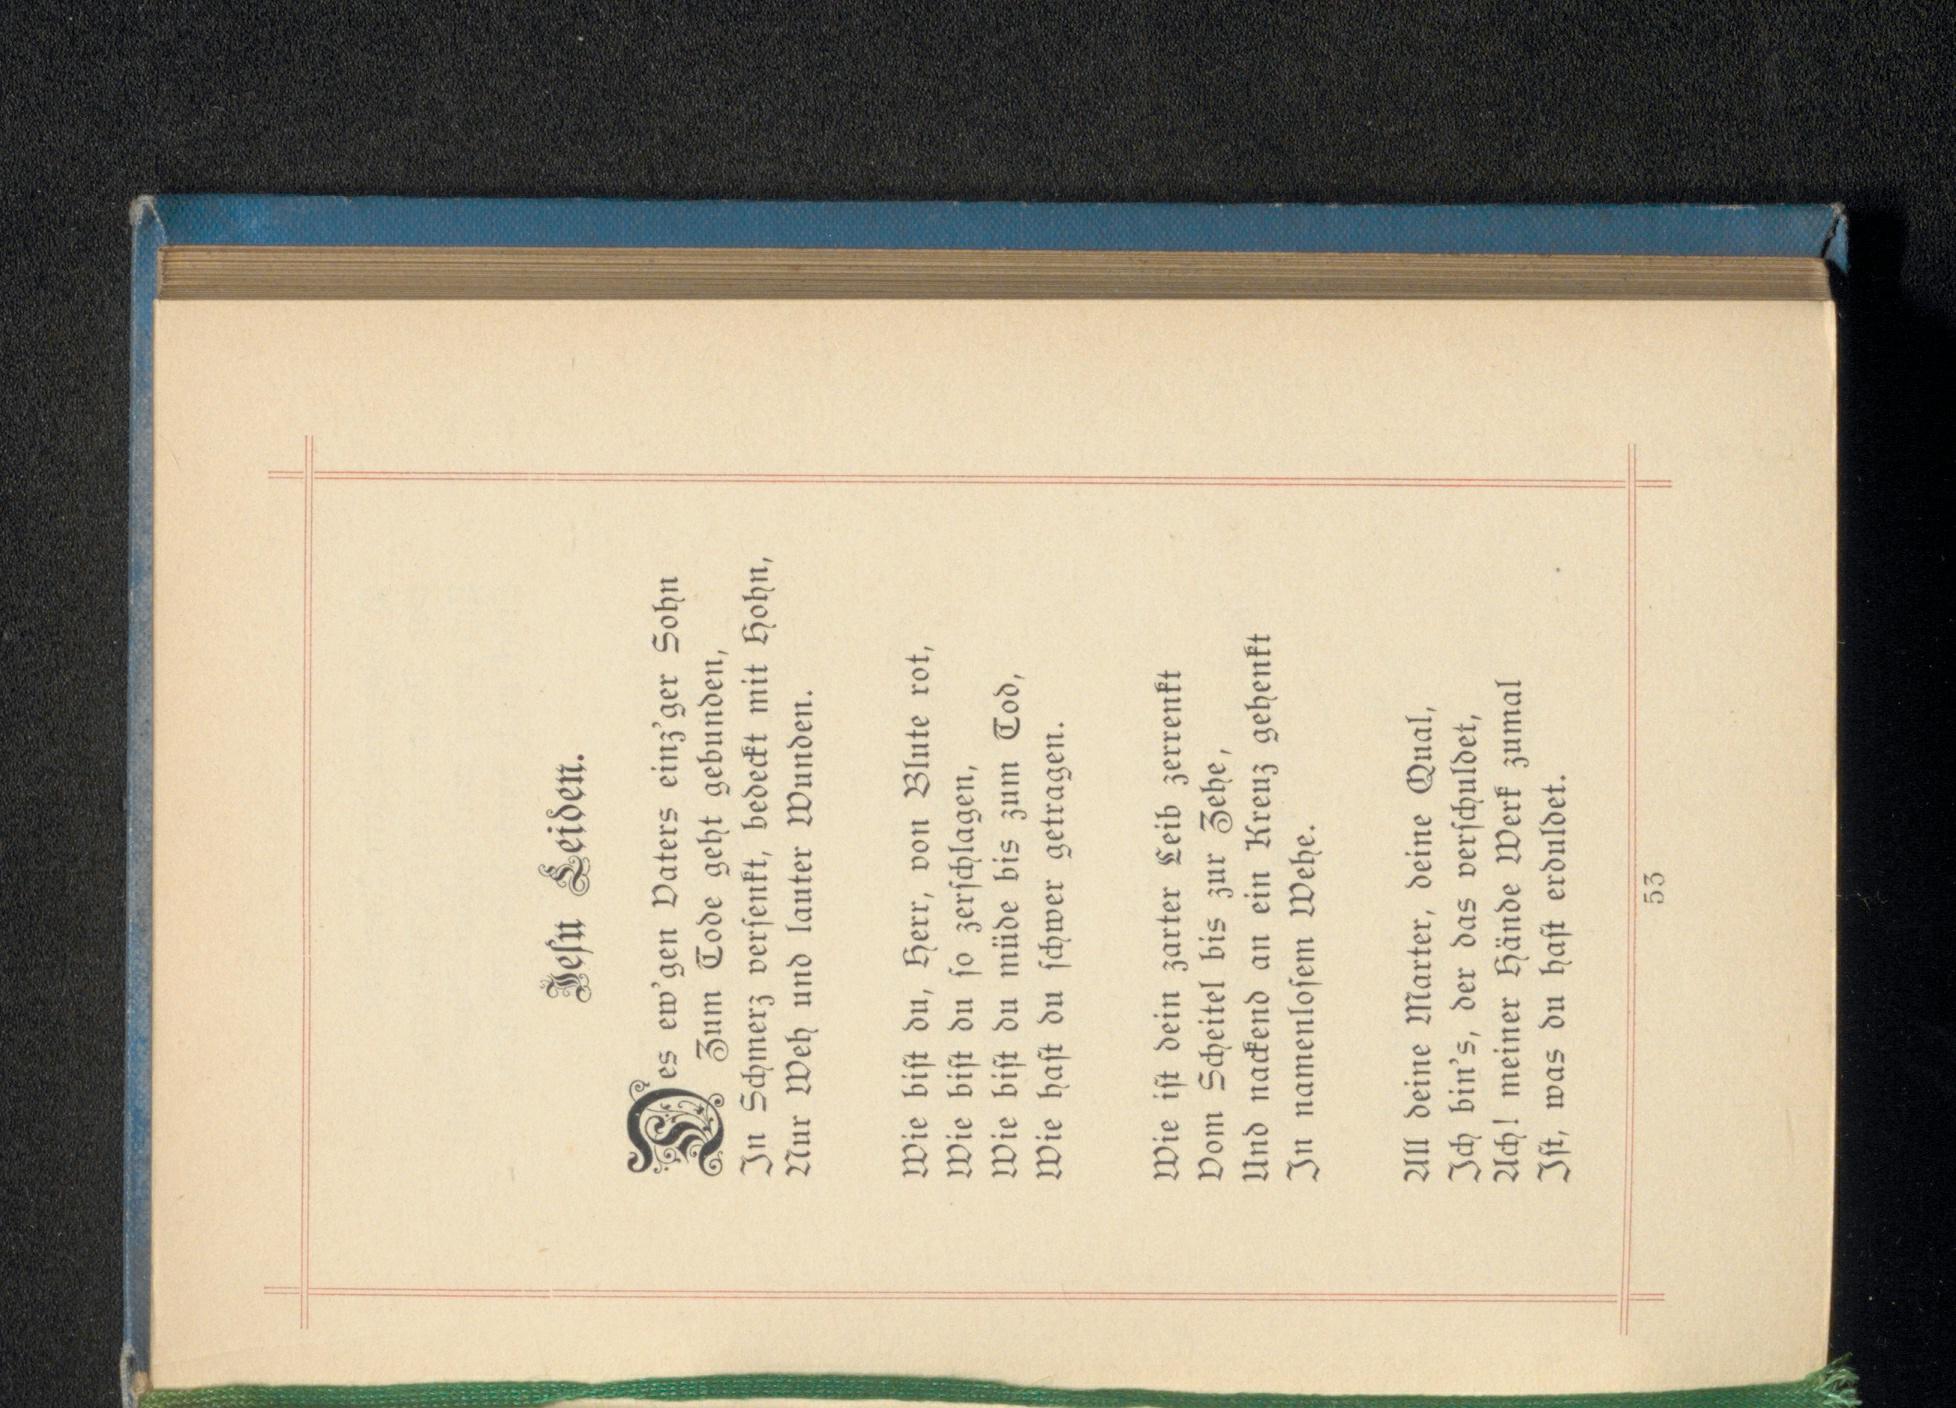 Jeſu Leiden.
Des ew'gen Vaters einz'ger Sohn
Zum Tode geht gebunden,
In Schmerz verſenkt, bedeckt mit Hohn,
Nur Weh und lauter Wunden.
Wie biſt du, Herr, von Blute rot,
Wie biſt du ſo zerſchlagen,
Wie biſt du müde bis zum Tod,
Wie haſt du ſchwer getragen.
Wie iſt dein zarter Leib zerrenkt
Vom Scheitel bis zur Zehe,
Und nackend an ein Kreuz gehenkt
In namenloſem Wehe.
All deine Marter, deine Qual,
Ich bin's, der das verſchuldet,
Ach! meiner Hände Werk zumal
Iſt, was du haſt erduldet.
53